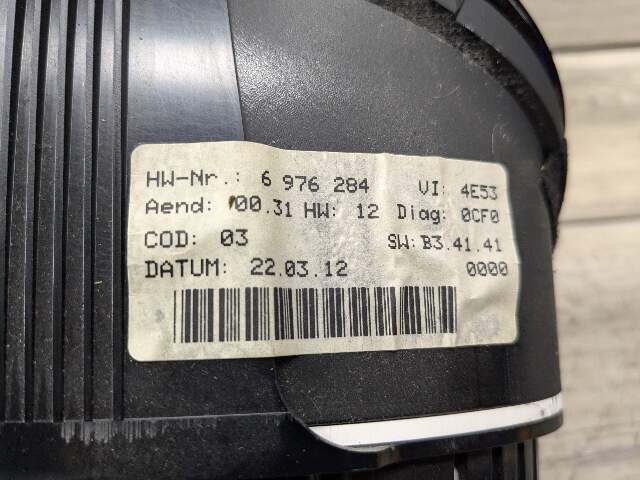 HW-Nr.: 6 976 284 VI: 4E53
Aend: 00.31 HW: 12 Diag: 0CF0
COD: 03 SW: B3.41.41
DATUM: 22.03.12 0000